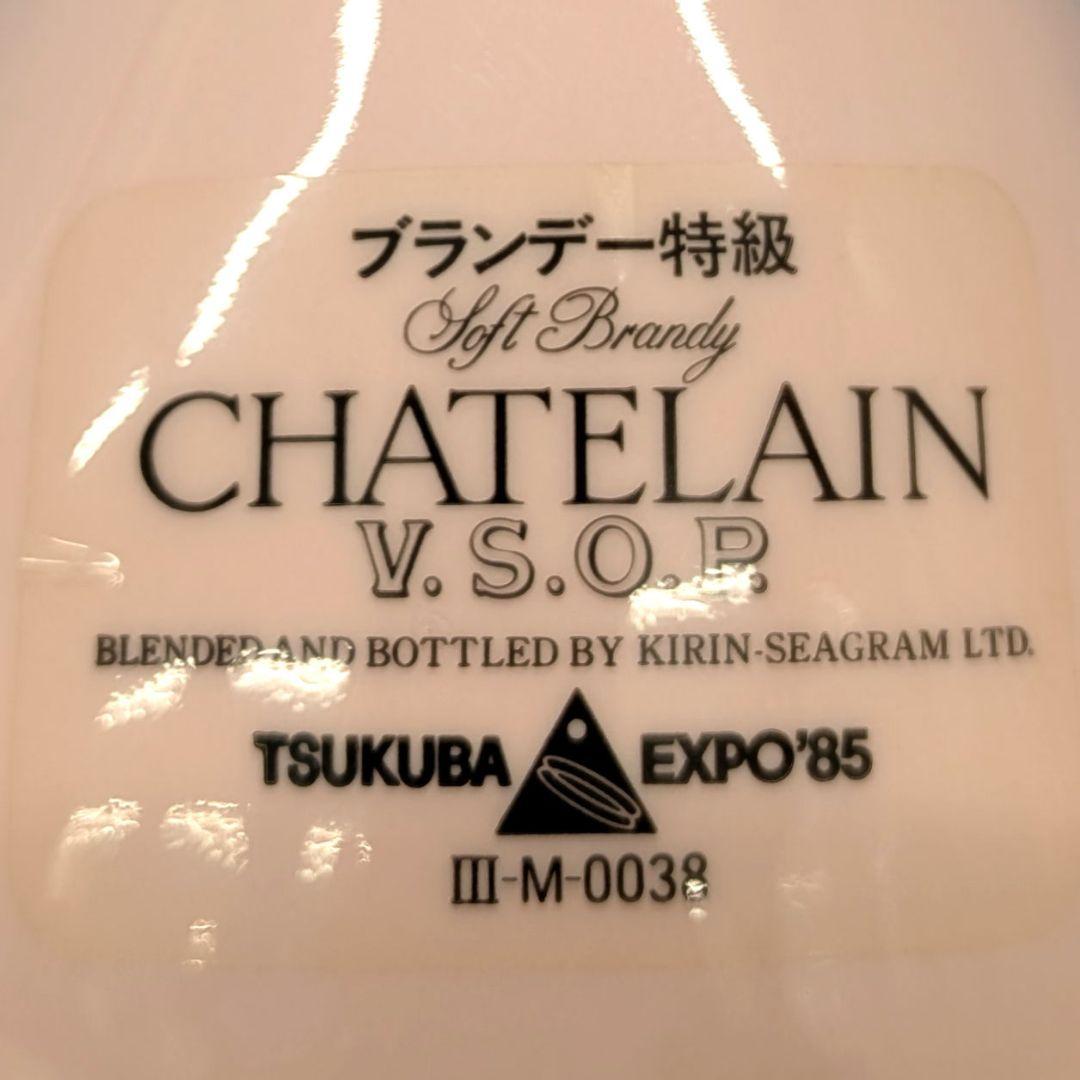 ブランデー特級
Soft Brandy
CHATELAIN
V.S.O.P.
BLENDED AND BOTTLED BY KIRIN-SEAGRAM LTD.
TSUKUBA EXPO'85
III-M-0038